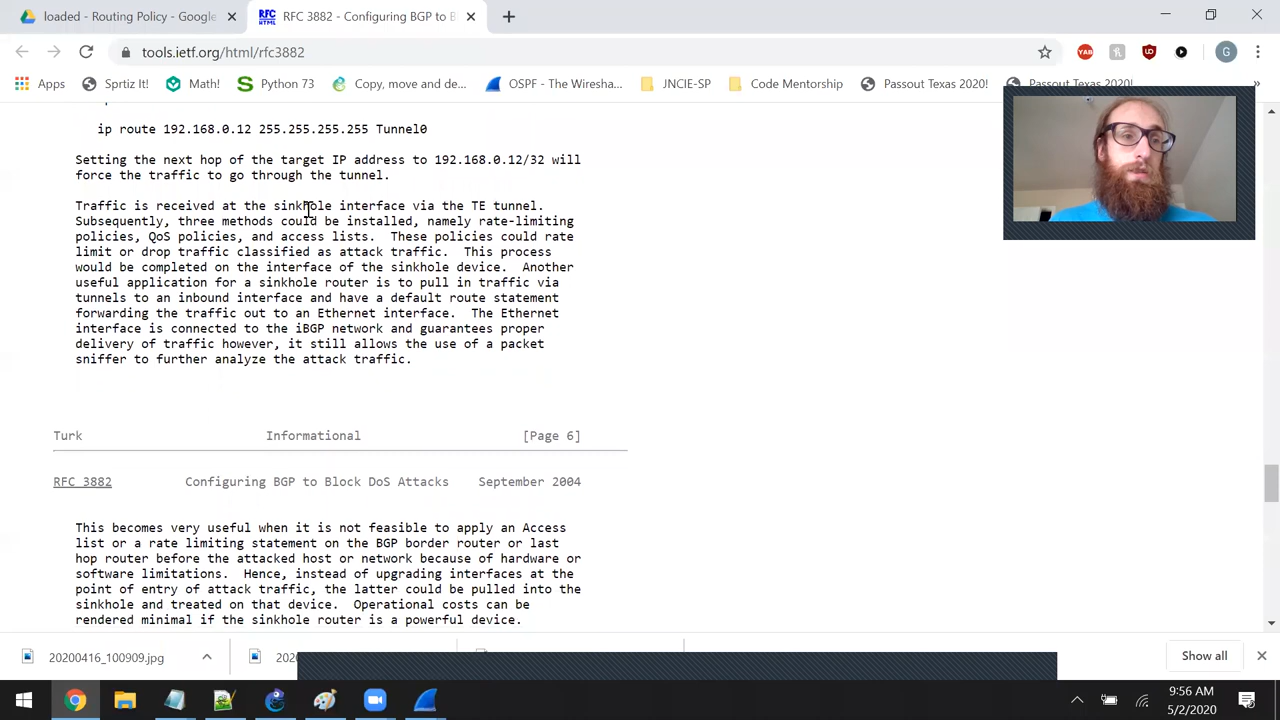 loaded - Routing Policy - Google
RFC 3882 - Configuring BGP to B
tools.ietf.org/html/rfc3882
YAB
G
Apps
Sprtiz It!
Math!
Python 73
Copy, move and de...
OSPF - The Wiresha...
JNCIE-SP
Code Mentorship
Passout Texas 2020!
Passout Texas 2020!
ip route 192.168.0.12 255.255.255.255 Tunnel0
Setting the next hop of the target IP address to 192.168.0.12/32 will
force the traffic to go through the tunnel.
Traffic is received at the sinkhole interface via the TE tunnel.
Subsequently, three methods could be installed, namely rate-limiting
policies, QoS policies, and access lists.  These policies could rate
limit or drop traffic classified as attack traffic.  This process
would be completed on the interface of the sinkhole device.  Another
useful application for a sinkhole router is to pull in traffic via
tunnels to an inbound interface and have a default route statement
forwarding the traffic out to an Ethernet interface.  The Ethernet
interface is connected to the iBGP network and guarantees proper
delivery of traffic however, it still allows the use of a packet
sniffer to further analyze the attack traffic.
Turk Informational [Page 6]
RFC 3882 Configuring BGP to Block DoS Attacks September 2004
This becomes very useful when it is not feasible to apply an Access
list or a rate limiting statement on the BGP border router or last
hop router before the attacked host or network because of hardware or
software limitations.  Hence, instead of upgrading interfaces at the
point of entry of attack traffic, the latter could be pulled into the
sinkhole and treated on that device.  Operational costs can be
rendered minimal if the sinkhole router is a powerful device.
20200416_100909.jpg
Show all
9:56 AM
5/2/2020